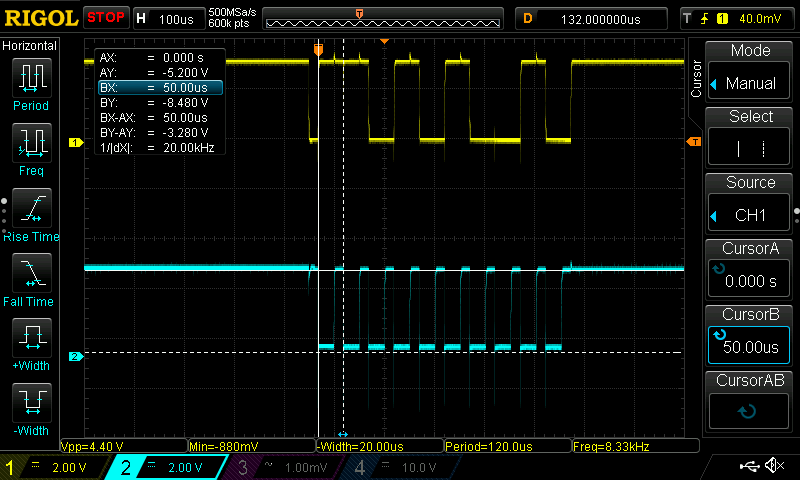 RIGOL STOP H 100us 500MSa/s 600k pts T D 132.000000us T 1 40.0mV
Horizontal
Period
Freq
Rise Time
Fall Time
+Width
-Width
AX: = 0.000 s
AY: = -5.200 V
BX: = 50.00us
BY: = -8.480 V
BX-AX: = 50.00us
BY-AY: = -3.280 V
1/|dX|: = 20.00kHz
T
1
2
T
Cursor
Mode
Manual
Select
Source
CH1
CursorA
0.000 s
CursorB
50.00us
CursorAB
Vpp=4.40 V Min=-880mV -Width=20.00us Period=120.0us Freq=8.33kHz
1 = 2.00 V 2 = 2.00 V 3 ~ 1.00mV 4 = 10.0 V